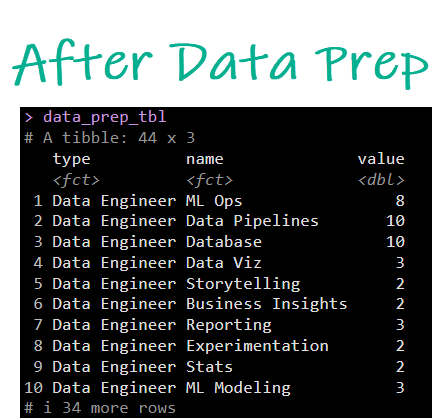 After Data Prep
> data_prep_tbl
# A tibble: 44 x 3
type name value
<fct> <fct> <dbl>
1 Data Engineer ML Ops 8
2 Data Engineer Data Pipelines 10
3 Data Engineer Database 10
4 Data Engineer Data Viz 3
5 Data Engineer Storytelling 2
6 Data Engineer Business Insights 2
7 Data Engineer Reporting 3
8 Data Engineer Experimentation 2
9 Data Engineer Stats 2
10 Data Engineer ML Modeling 3
# i 34 more rows